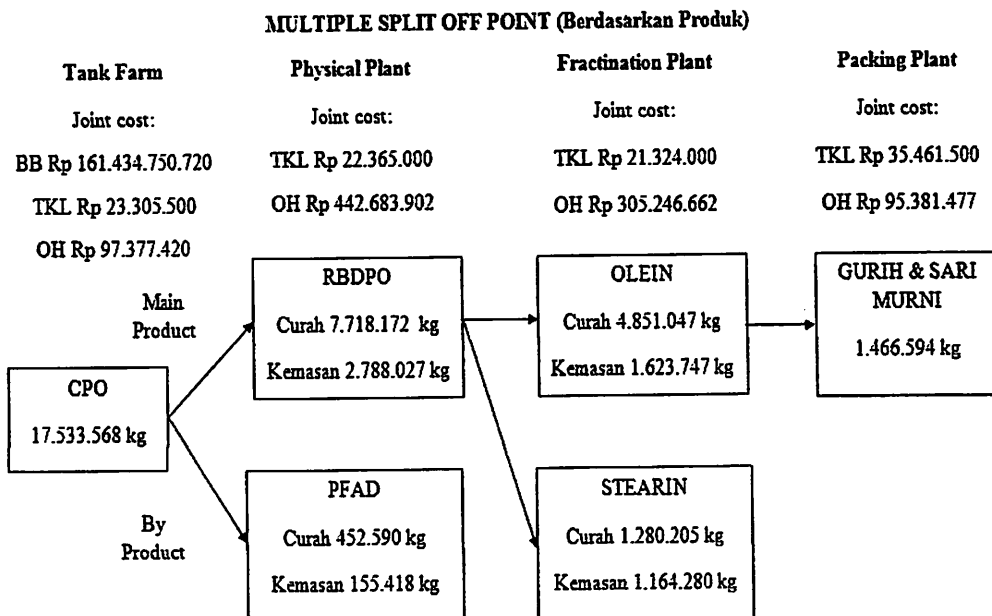 MULTIPLE SPLIT OFF POINT (Berdasarkan Produk)
Tank Farm
Joint cost:
BB Rp 161.434.750.720
TKL Rp 23.305.500
OH Rp 97.377.420
Physical Plant
Joint cost:
TKL Rp 22.365.000
OH Rp 442.683.902
Fractination Plant
Joint cost:
TKL Rp 21.324.000
OH Rp 305.246.662
Packing Plant
Joint cost:
TKL Rp 35.461.500
OH Rp 95.381.477
CPO
17.533.568 kg
Main
Product
By
Product
RBDPO
Curah 7.718.172 kg
Kemasan 2.788.027 kg
PFAD
Curah 452.590 kg
Kemasan 155.418 kg
OLEIN
Curah 4.851.047 kg
Kemasan 1.623.747 kg
STEARIN
Curah 1.280.205 kg
Kemasan 1.164.280 kg
GURIH & SARI
MURNI
1.466.594 kg